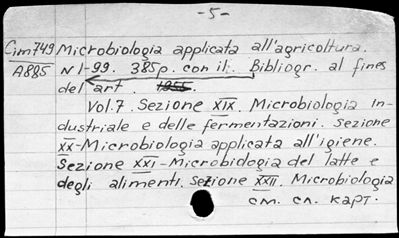 -5-
Cim749 Microbiologia applicata all'agricoltura.
A885 N 1-99. 385p. con il. Bibliogr. al fines
del art. 1955.
Vol.7. Sezione XIX. Microbiologia in-
dustriale e delle fermentazioni. Sezione
XX-Microbiologia applicata all'igiene.
Sezione XXI-Microbiologia del latte e
degli alimenti. Sezione XXII. Microbiologia
см. сл. карт.